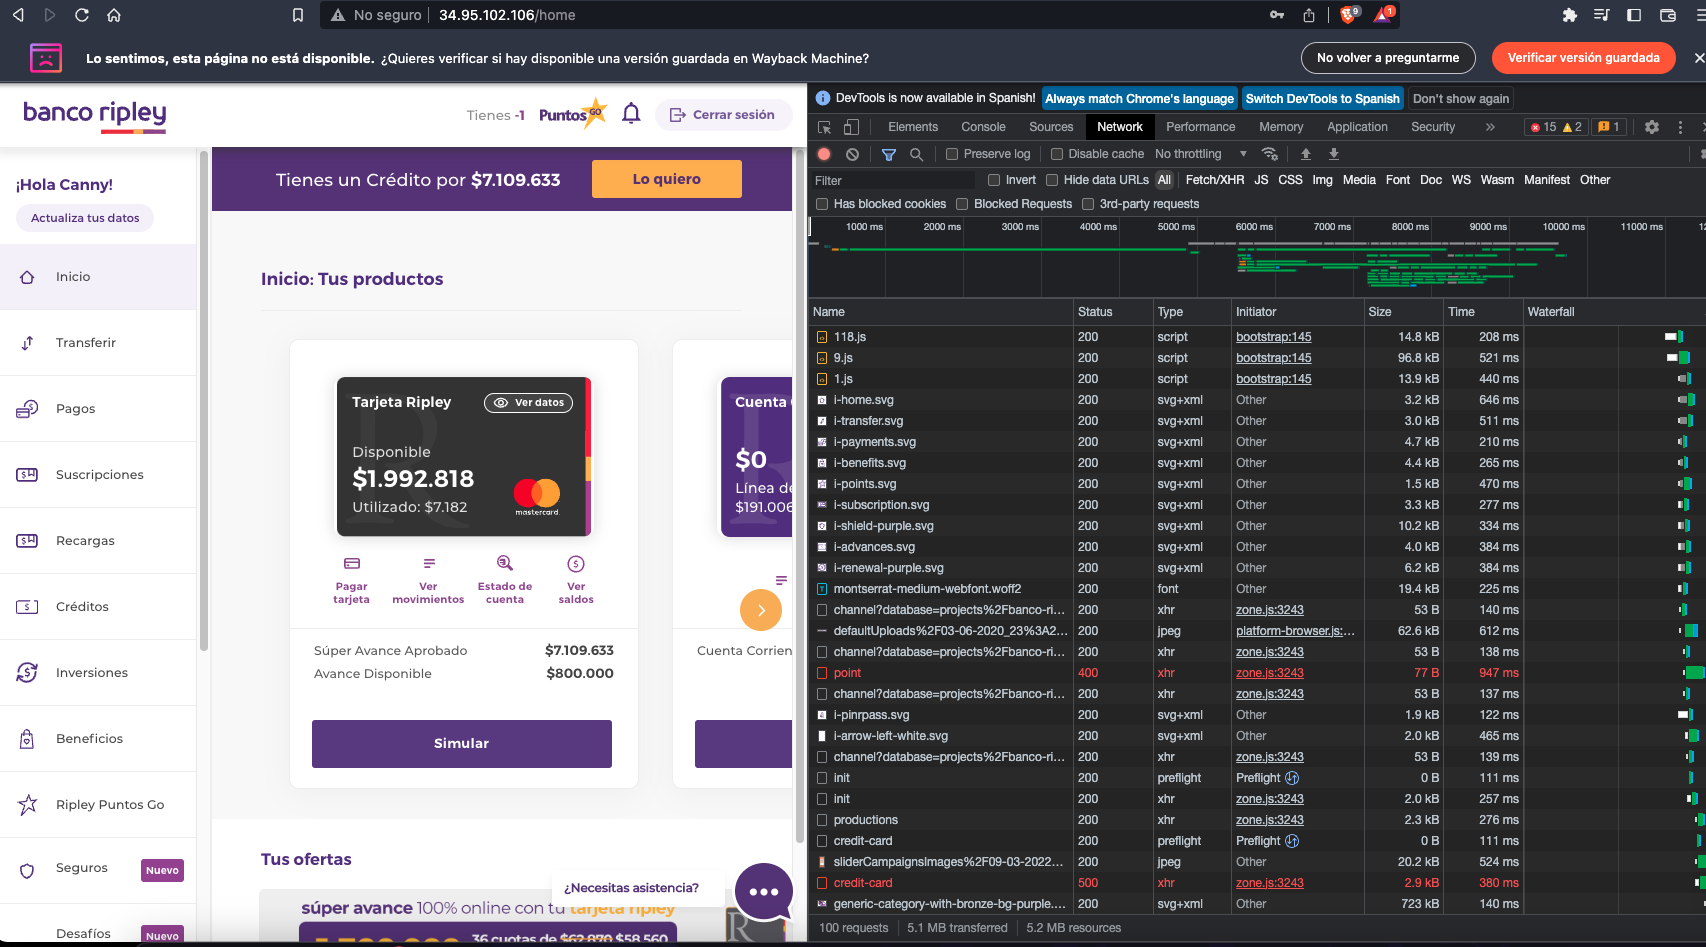 No seguro
34.95.102.106/home
9
1
Lo sentimos, esta página no está disponible. ¿Quieres verificar si hay disponible una versión guardada en Wayback Machine?
No volver a preguntarme
Verificar versión guardada
banco ripley
Tienes -1
Puntos GO
Cerrar sesión
¡Hola Canny!
Actualiza tus datos
Inicio
Transferir
Pagos
Suscripciones
Recargas
Créditos
Inversiones
Beneficios
Ripley Puntos Go
Seguros
Nuevo
Desafíos
Nuevo
Tienes un Crédito por $7.109.633
Lo quiero
Inicio: Tus productos
Tarjeta Ripley
Ver datos
Disponible
$1.992.818
Utilizado: $7.182
mastercard.
Pagar tarjeta
Ver movimientos
Estado de cuenta
Ver saldos
Súper Avance Aprobado $7.109.633
Avance Disponible $800.000
Simular
Cuenta
$0
Línea de
$191.006
Cuenta Corrien
Tus ofertas
¿Necesitas asistencia?
súper avance 100% online con tu tarjeta ripley
36 cuotas de $62.870 $58.560
DevTools is now available in Spanish!
Always match Chrome's language
Switch DevTools to Spanish
Don't show again
Elements Console Sources Network Performance Memory Application Security
15 2 1
Preserve log
Disable cache
No throttling
Filter
Invert
Hide data URLs
All Fetch/XHR JS CSS Img Media Font Doc WS Wasm Manifest Other
Has blocked cookies
Blocked Requests
3rd-party requests
1000 ms 2000 ms 3000 ms 4000 ms 5000 ms 6000 ms 7000 ms 8000 ms 9000 ms 10000 ms 11000 ms 12
Name Status Type Initiator Size Time Waterfall
118.js 200 script bootstrap:145 14.8 kB 208 ms
9.js 200 script bootstrap:145 96.8 kB 521 ms
1.js 200 script bootstrap:145 13.9 kB 440 ms
i-home.svg 200 svg+xml Other 3.2 kB 646 ms
i-transfer.svg 200 svg+xml Other 3.0 kB 511 ms
i-payments.svg 200 svg+xml Other 4.7 kB 210 ms
i-benefits.svg 200 svg+xml Other 4.4 kB 265 ms
i-points.svg 200 svg+xml Other 1.5 kB 470 ms
i-subscription.svg 200 svg+xml Other 3.3 kB 277 ms
i-shield-purple.svg 200 svg+xml Other 10.2 kB 334 ms
i-advances.svg 200 svg+xml Other 4.0 kB 384 ms
i-renewal-purple.svg 200 svg+xml Other 6.2 kB 384 ms
montserrat-medium-webfont.woff2 200 font Other 19.4 kB 225 ms
channel?database=projects%2Fbanco-ri... 200 xhr zone.js:3243 53 B 140 ms
defaultUploads%2F03-06-2020_23%3A2... 200 jpeg platform-browser.js:... 62.6 kB 612 ms
channel?database=projects%2Fbanco-ri... 200 xhr zone.js:3243 53 B 138 ms
point 400 xhr zone.js:3243 77 B 947 ms
channel?database=projects%2Fbanco-ri... 200 xhr zone.js:3243 53 B 137 ms
i-pinrpass.svg 200 svg+xml Other 1.9 kB 122 ms
i-arrow-left-white.svg 200 svg+xml Other 2.0 kB 465 ms
channel?database=projects%2Fbanco-ri... 200 xhr zone.js:3243 53 B 139 ms
init 200 preflight Preflight 0 B 111 ms
init 200 xhr zone.js:3243 2.0 kB 257 ms
productions 200 xhr zone.js:3243 2.3 kB 276 ms
credit-card 200 preflight Preflight 0 B 111 ms
sliderCampaignsImages%2F09-03-2022... 200 jpeg Other 20.2 kB 524 ms
credit-card 500 xhr zone.js:3243 2.9 kB 380 ms
generic-category-with-bronze-bg-purple.... 200 svg+xml Other 723 kB 140 ms
100 requests 5.1 MB transferred 5.2 MB resources